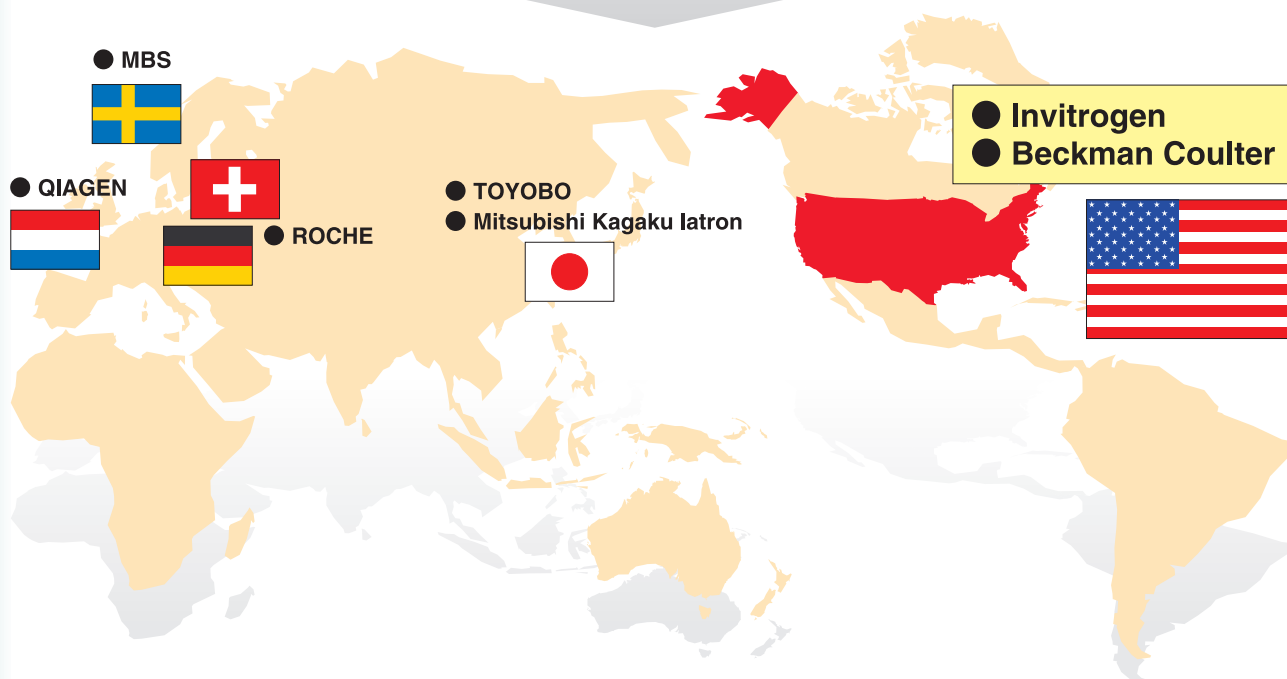 ● MBS
● QIAGEN
● ROCHE
● TOYOBO
● Mitsubishi Kagaku Iatron
● Invitrogen
● Beckman Coulter